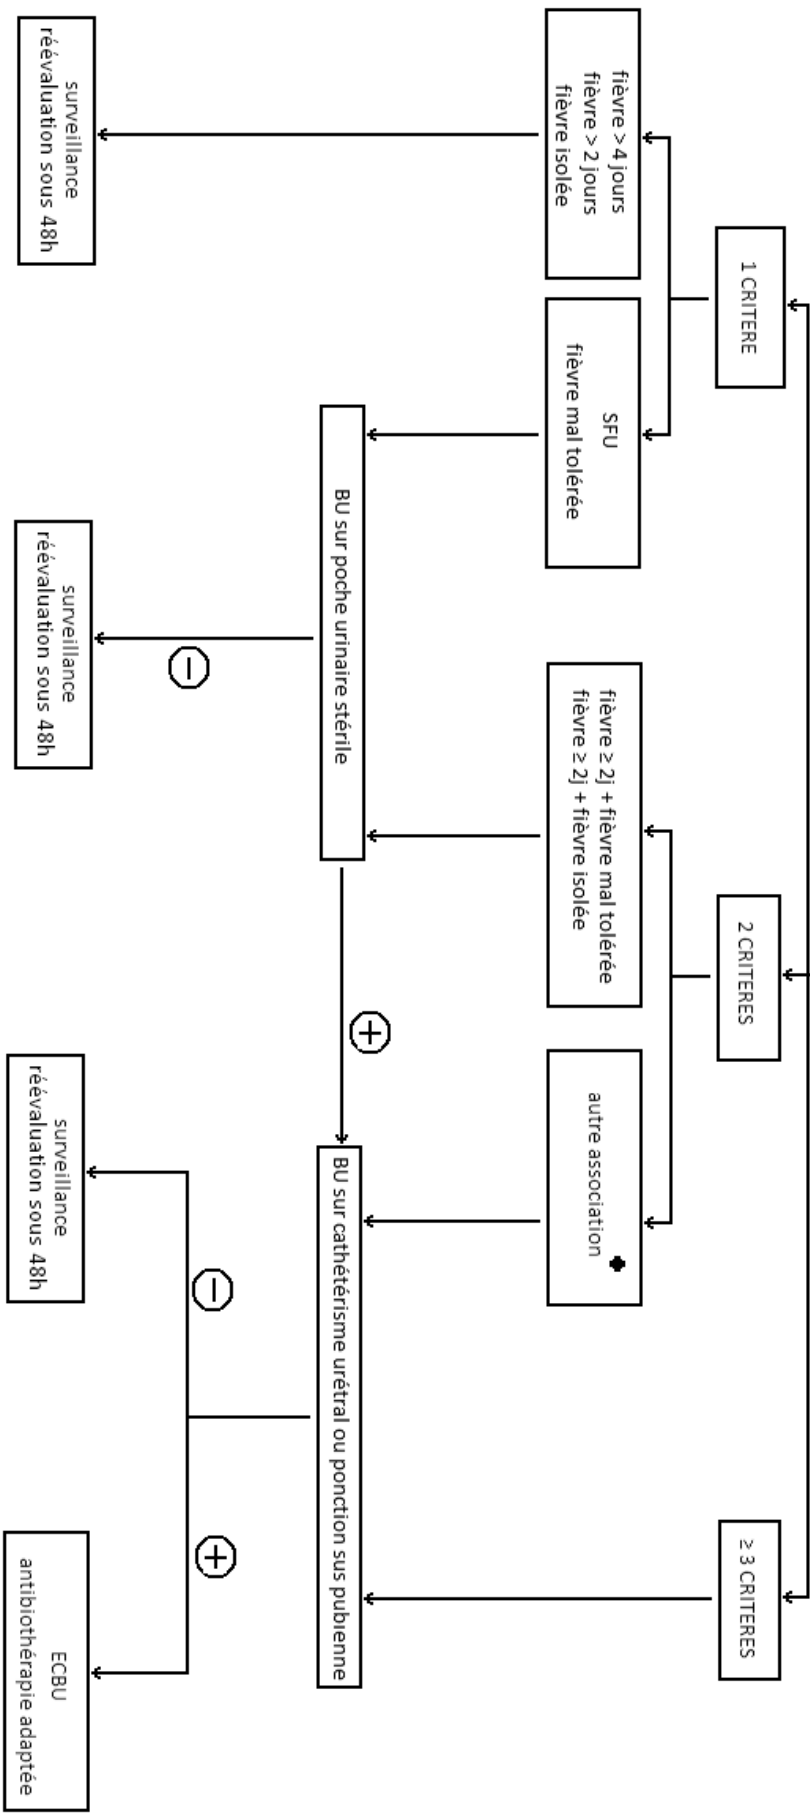 1 CRITERE
2 CRITERES
≥ 3 CRITERES
fièvre > 4 jours
fièvre > 2 jours
fièvre isolée
SFU
fièvre mal tolérée
fièvre ≥ 2j + fièvre mal tolérée
fièvre ≥ 2j + fièvre isolée
autre association
BU sur poche urinaire stérile
+
BU sur cathétérisme urétral ou ponction sus pubienne
−
−
+
surveillance
réévaluation sous 48h
surveillance
réévaluation sous 48h
surveillance
réévaluation sous 48h
ECBU
antibiothérapie adaptée